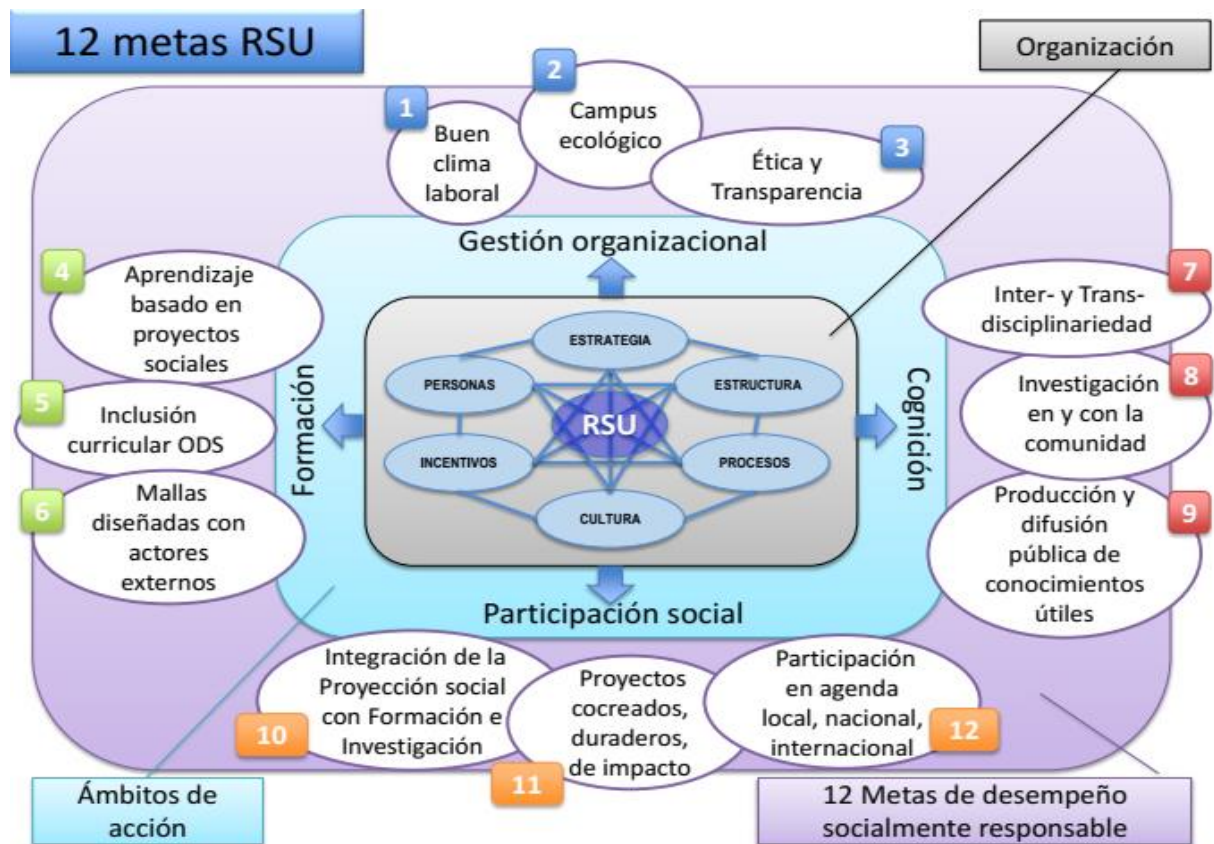 12 metas RSU
Organización
1
Buen
clima
laboral
2
Campus
ecológico
3
Ética y
Transparencia
Gestión organizacional
4
Aprendizaje
basado en
proyectos
sociales
5
Inclusión
curricular ODS
6
Mallas
diseñadas con
actores
externos
Formación
ESTRATEGIA
PERSONAS
ESTRUCTURA
RSU
INCENTIVOS
PROCESOS
CULTURA
Cognición
7
Inter- y Trans-
disciplinariedad
8
Investigación
en y con la
comunidad
9
Producción y
difusión
pública de
conocimientos
útiles
Participación social
10
Integración de la
Proyección social
con Formación e
Investigación
11
Proyectos
cocreados,
duraderos,
de impacto
12
Participación
en agenda
local, nacional,
internacional
Ámbitos de
acción
12 Metas de desempeño
socialmente responsable